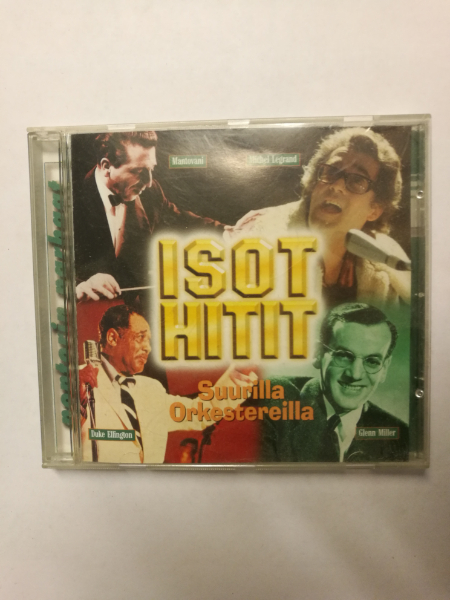 Mantovani
Michel Legrand
ISOT
HITIT
Suurilla
Orkestereilla
Duke Ellington
Glenn Miller